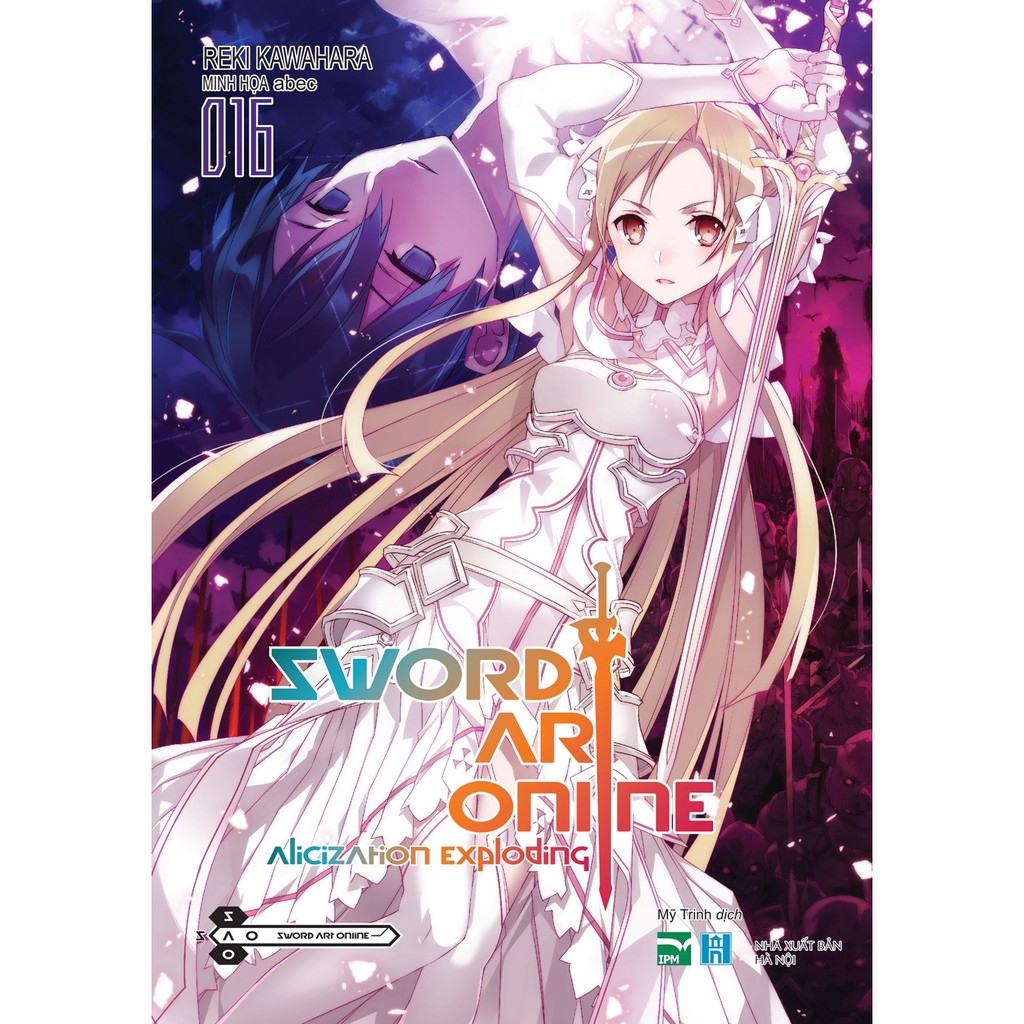 REKI KAWAHARA
MINH HỌA abec
016
SWORD
ART
ONLINE
Alicization Exploding
S
S A O
O
SWORD ART ONLINE
Mỹ Trinh dịch
IPM
NHÀ XUẤT BẢN
HÀ NỘI